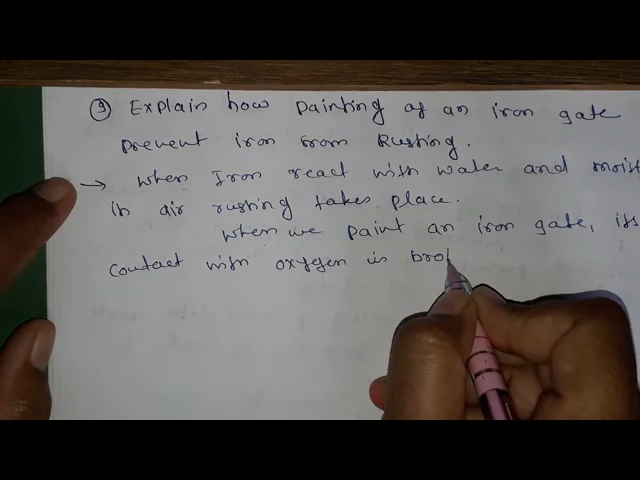 9) Explain how painting of an iron gate
prevent iron from Rusting.
→ when Iron react with water and moist
in air rusting takes place.
when we paint an iron gate, its
contact with oxygen is bro